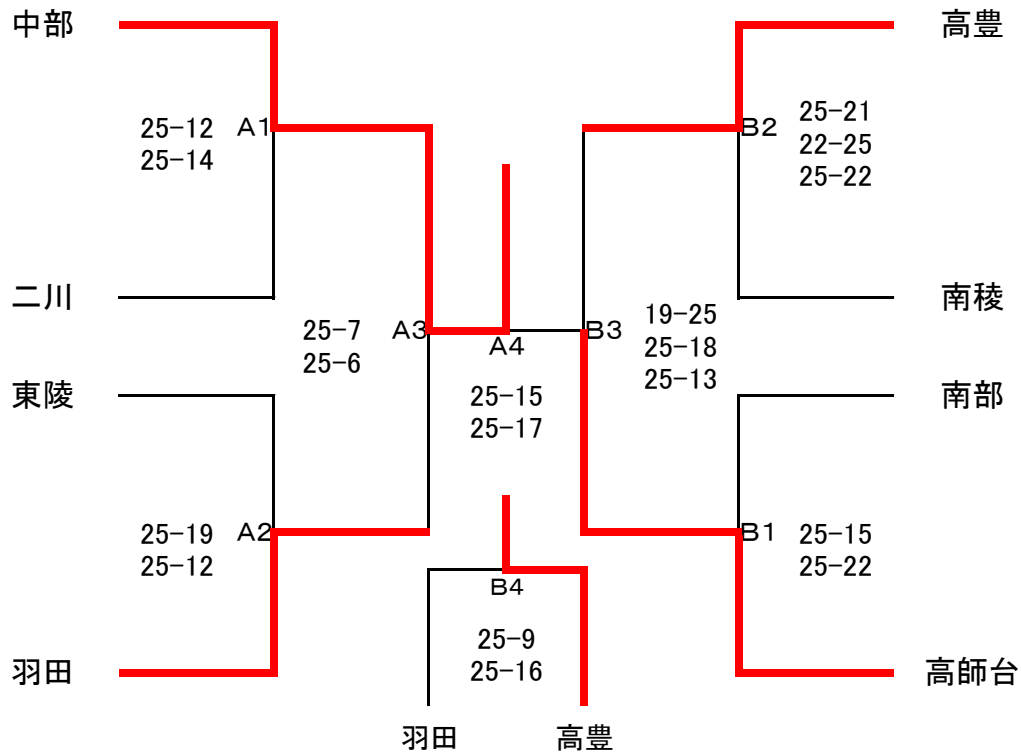 中部
高豊
25-12
25-14
A1
B2
25-21
22-25
25-22
二川
南稜
25-7
25-6
A3
A4
B3
19-25
25-18
25-13
東陵
南部
25-15
25-17
25-19
25-12
A2
B1
25-15
25-22
B4
25-9
25-16
羽田
高師台
羽田
高豊